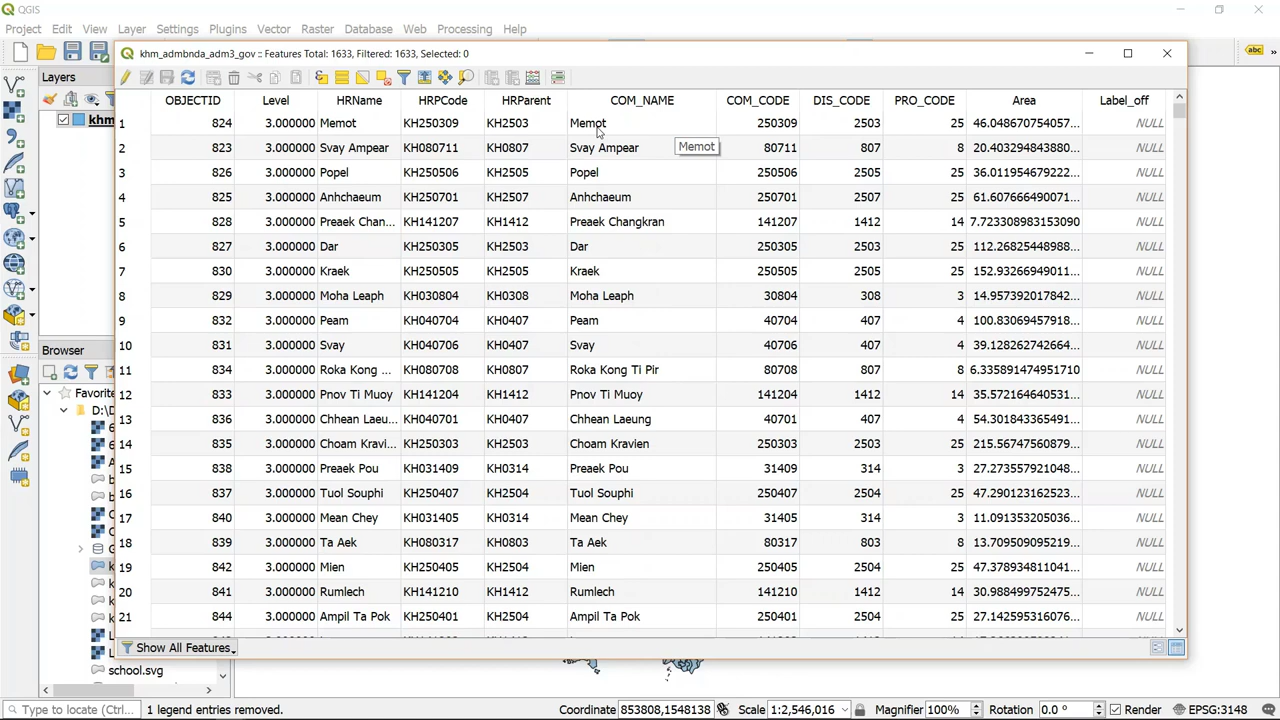 QGIS
Project Edit View Layer Settings Plugins Vector Raster Database Web Processing Help
khm_admbnda_adm3_gov :: Features Total: 1633, Filtered: 1633, Selected: 0
abc
Layers
khm
OBJECTID Level HRName HRPCode HRParent COM_NAME COM_CODE DIS_CODE PRO_CODE Area Label_off
1 824 3.000000 Memot KH250309 KH2503 Memot 250309 2503 25 46.048670754057... NULL
Memot
2 823 3.000000 Svay Ampear KH080711 KH0807 Svay Ampear 80711 807 8 20.403294843880... NULL
3 826 3.000000 Popel KH250506 KH2505 Popel 250506 2505 25 36.011954679222... NULL
4 825 3.000000 Anhchaeum KH250701 KH2507 Anhchaeum 250701 2507 25 61.607666490071... NULL
5 828 3.000000 Preaek Chan... KH141207 KH1412 Preaek Changkran 141207 1412 14 7.723308983153090 NULL
6 827 3.000000 Dar KH250305 KH2503 Dar 250305 2503 25 112.26825448988... NULL
7 830 3.000000 Kraek KH250505 KH2505 Kraek 250505 2505 25 152.93266949011... NULL
8 829 3.000000 Moha Leaph KH030804 KH0308 Moha Leaph 30804 308 3 14.957392017842... NULL
9 832 3.000000 Peam KH040704 KH0407 Peam 40704 407 4 100.83069457918... NULL
10 831 3.000000 Svay KH040706 KH0407 Svay 40706 407 4 39.128262742664... NULL
Browser
11 834 3.000000 Roka Kong ... KH080708 KH0807 Roka Kong Ti Pir 80708 807 8 6.335891474951710 NULL
Favorite
12 833 3.000000 Pnov Ti Muoy KH141204 KH1412 Pnov Ti Muoy 141204 1412 14 35.572164640531... NULL
D:\D
13 836 3.000000 Chhean Laeu... KH040701 KH0407 Chhean Laeung 40701 407 4 54.301843365491... NULL
14 835 3.000000 Choam Kravi... KH250303 KH2503 Choam Kravien 250303 2503 25 215.56747560879... NULL
15 838 3.000000 Preaek Pou KH031409 KH0314 Preaek Pou 31409 314 3 27.273557921048... NULL
16 837 3.000000 Tuol Souphi KH250407 KH2504 Tuol Souphi 250407 2504 25 47.290123162523... NULL
17 840 3.000000 Mean Chey KH031405 KH0314 Mean Chey 31405 314 3 11.091353205036... NULL
18 839 3.000000 Ta Aek KH080317 KH0803 Ta Aek 80317 803 8 13.709509095219... NULL
19 842 3.000000 Mien KH250405 KH2504 Mien 250405 2504 25 47.378934811041... NULL
20 841 3.000000 Rumlech KH141210 KH1412 Rumlech 141210 1412 14 30.988499752475... NULL
21 844 3.000000 Ampil Ta Pok KH250401 KH2504 Ampil Ta Pok 250401 2504 25 27.142595316076... NULL
Show All Features
school.svg
Type to locate (Ctrl... 1 legend entries removed. Coordinate 853808,1548138 Scale 1:2,546,016 Magnifier 100% Rotation 0.0 ° Render EPSG:3148